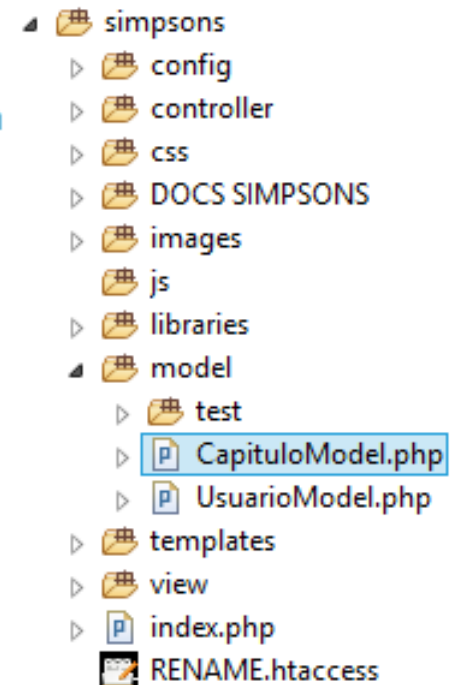 simpsons
config
controller
css
DOCS SIMPSONS
images
js
libraries
model
test
CapituloModel.php
UsuarioModel.php
templates
view
index.php
RENAME.htaccess